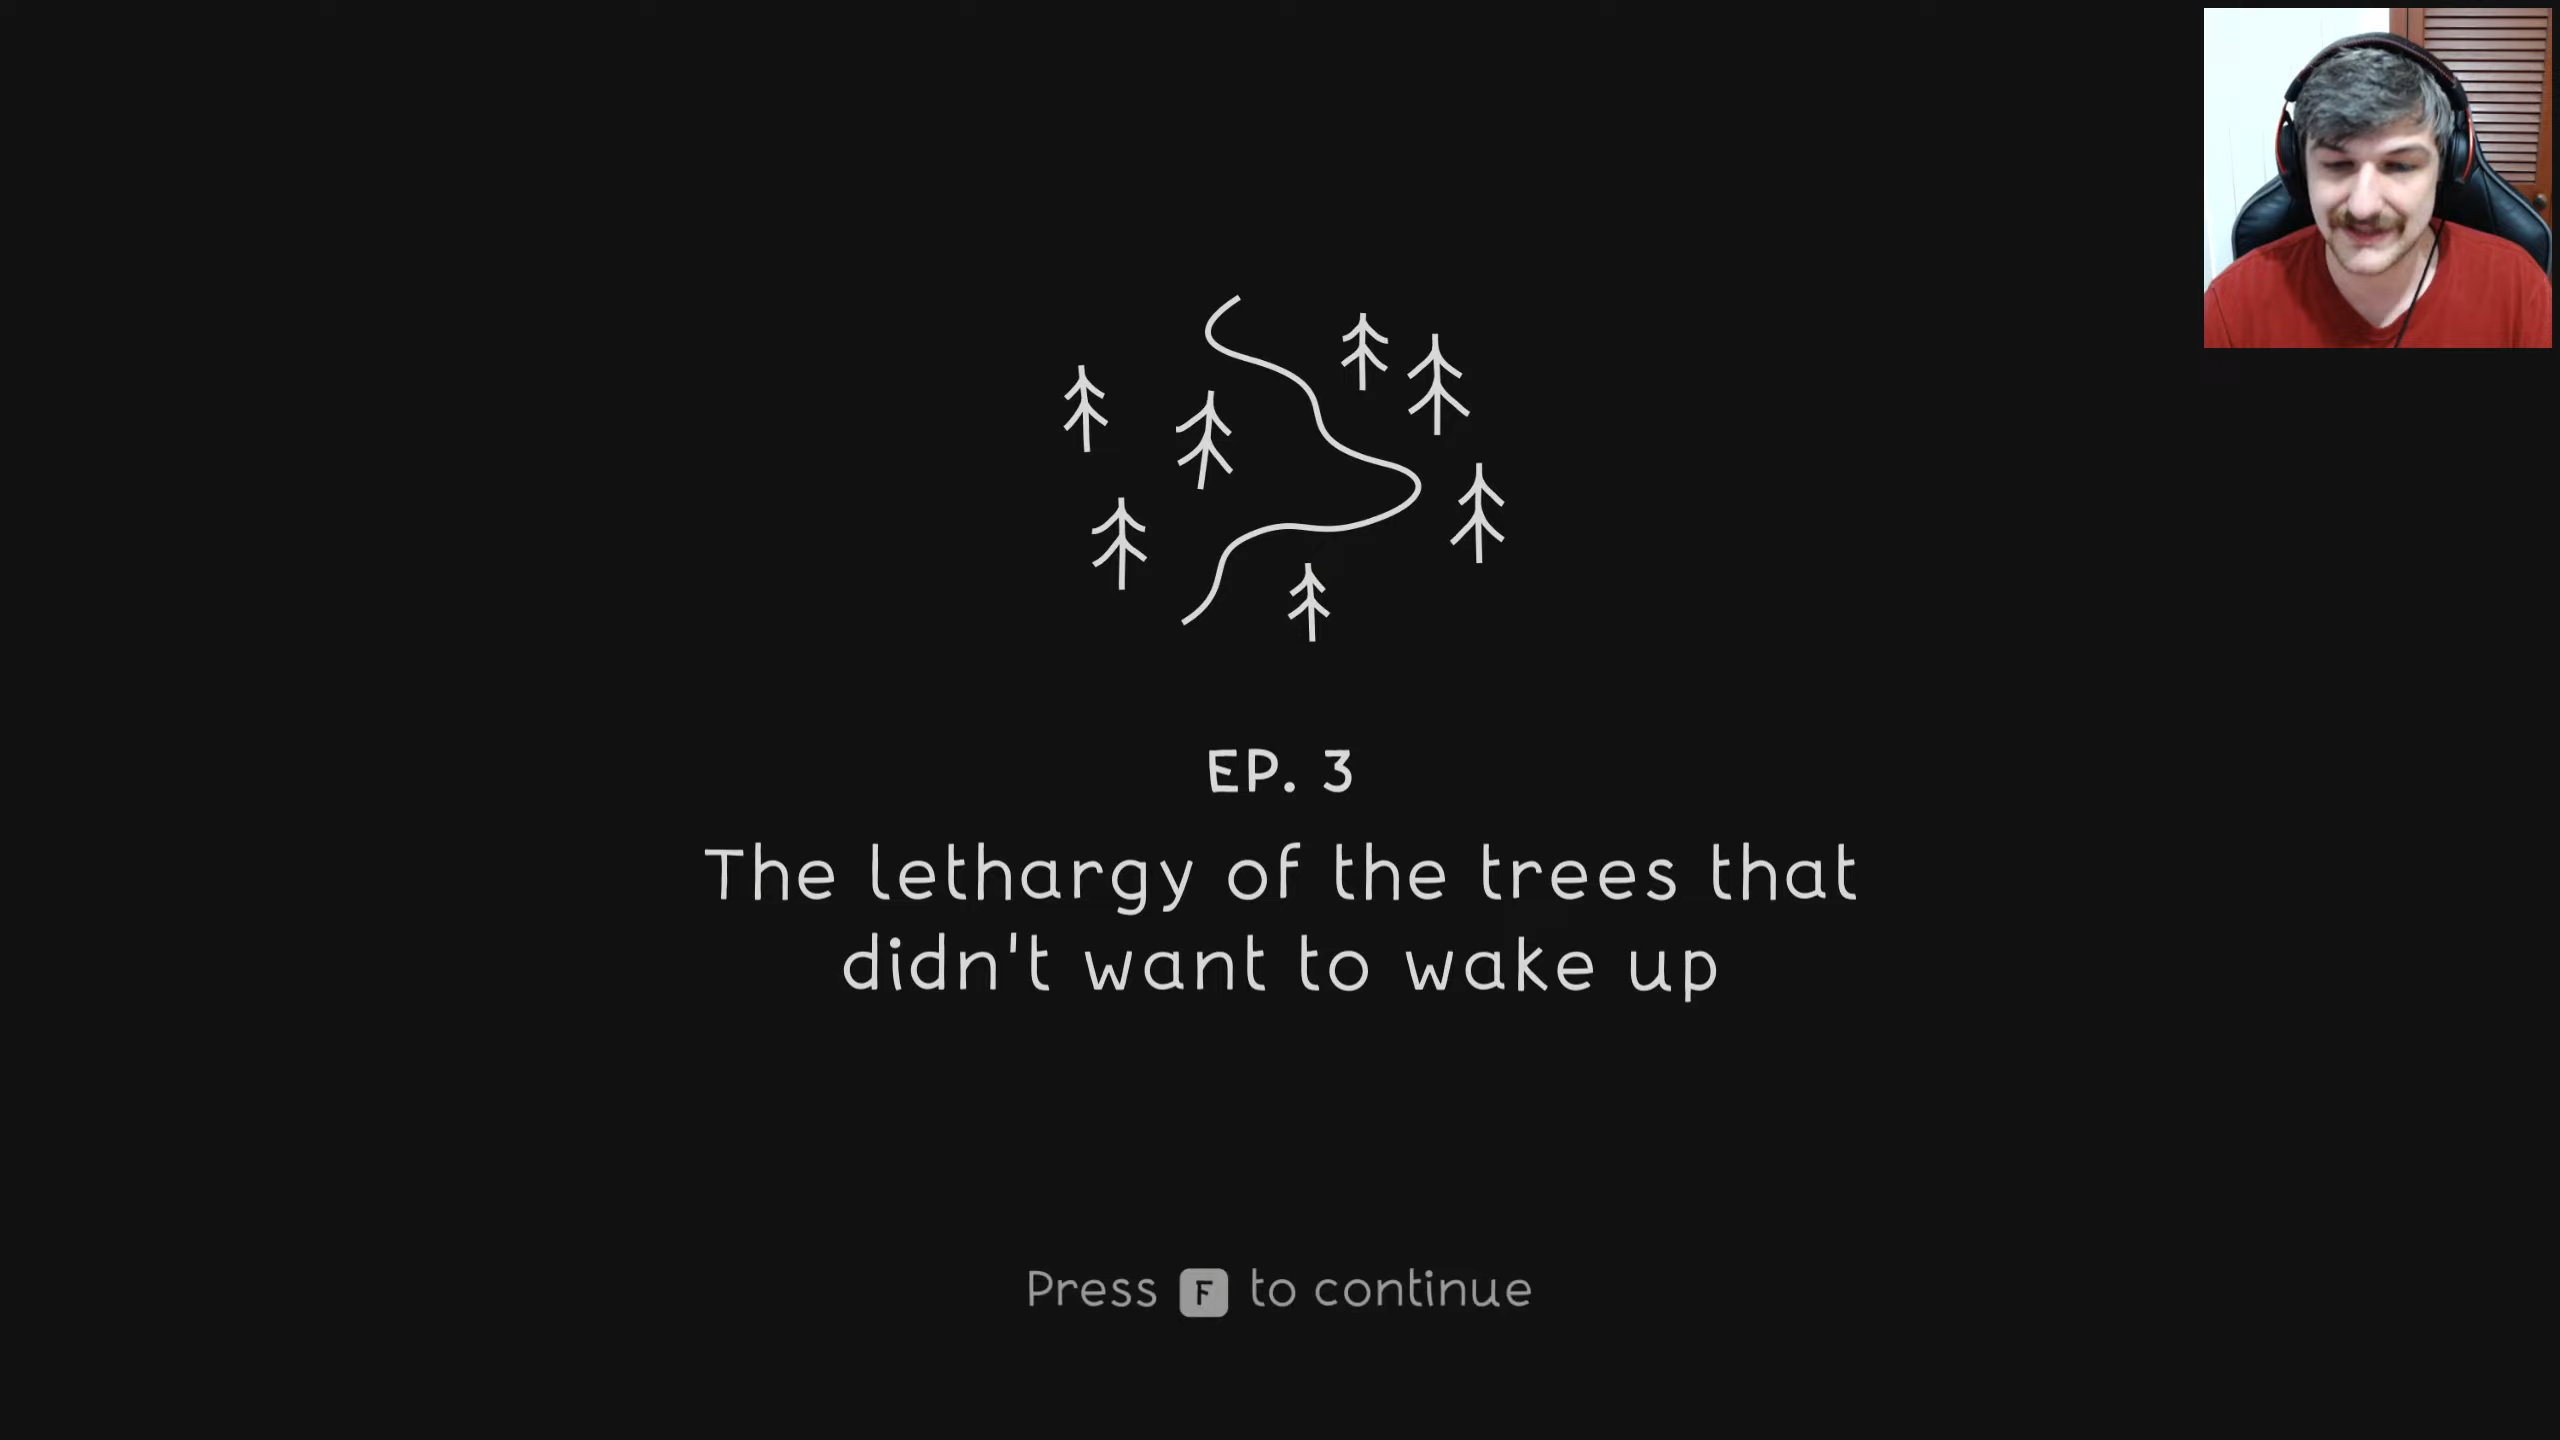 EP. 3
The lethargy of the trees that
didn't want to wake up
Press F to continue